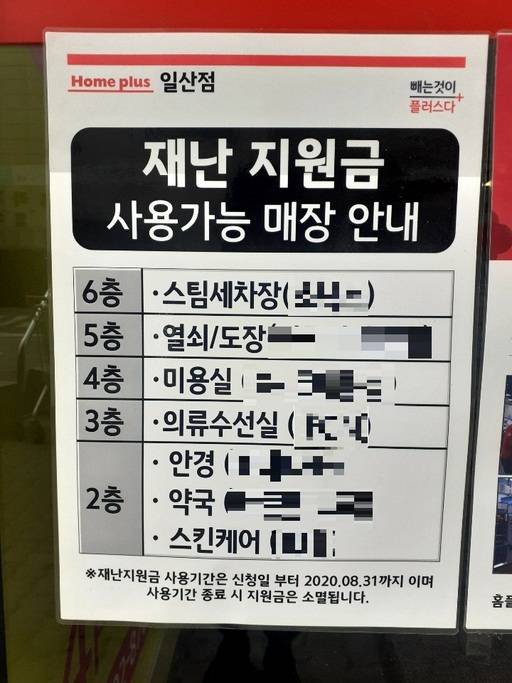 Home plus 일산점
빼는것이
플러스다+
재난 지원금
사용가능 매장 안내
6층 ·스팀세차장( )
5층 ·열쇠/도장
4층 ·미용실 ( )
3층 ·의류수선실 ( )
2층
· 안경 (
· 약국
· 스킨케어 (
※재난지원금 사용기간은 신청일 부터 2020.08.31까지 이며
사용기간 종료 시 지원금은 소멸됩니다.
홈플